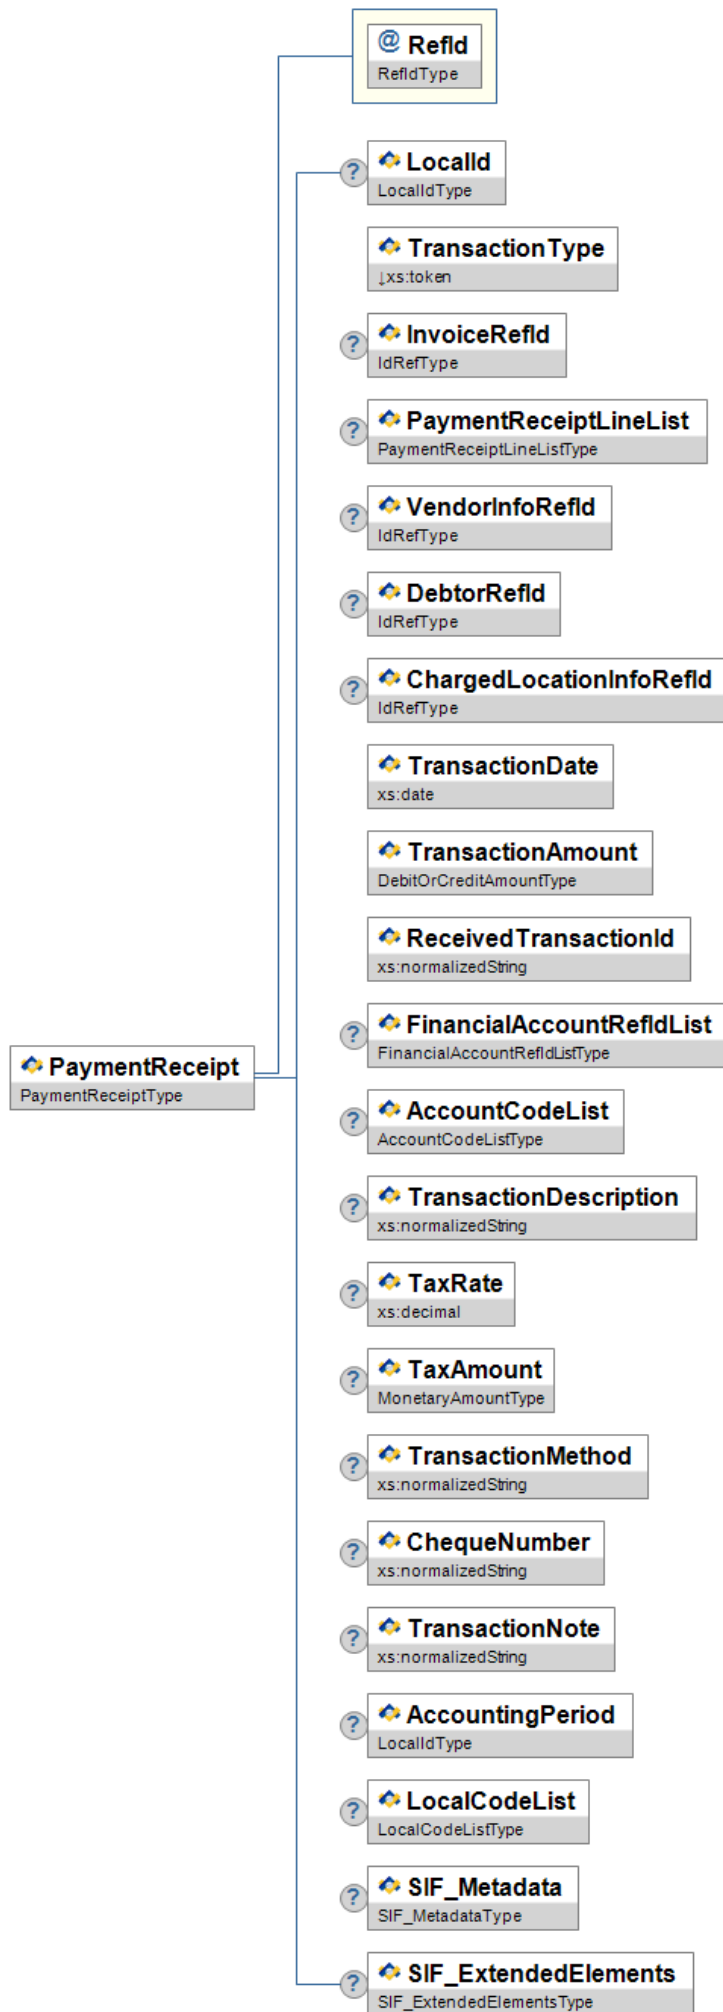 @ RefId
RefIdType
? LocalId
LocalIdType
TransactionType
↓xs:token
? InvoiceRefId
IdRefType
? PaymentReceiptLineList
PaymentReceiptLineListType
? VendorInfoRefId
IdRefType
? DebtorRefId
IdRefType
? ChargedLocationInfoRefId
IdRefType
TransactionDate
xs:date
TransactionAmount
DebitOrCreditAmountType
ReceivedTransactionId
xs:normalizedString
? FinancialAccountRefIdList
FinancialAccountRefIdListType
PaymentReceipt
PaymentReceiptType
? AccountCodeList
AccountCodeListType
? TransactionDescription
xs:normalizedString
? TaxRate
xs:decimal
? TaxAmount
MonetaryAmountType
? TransactionMethod
xs:normalizedString
? ChequeNumber
xs:normalizedString
? TransactionNote
xs:normalizedString
? AccountingPeriod
LocalIdType
? LocalCodeList
LocalCodeListType
? SIF_Metadata
SIF_MetadataType
? SIF_ExtendedElements
SIF_ExtendedElementsType